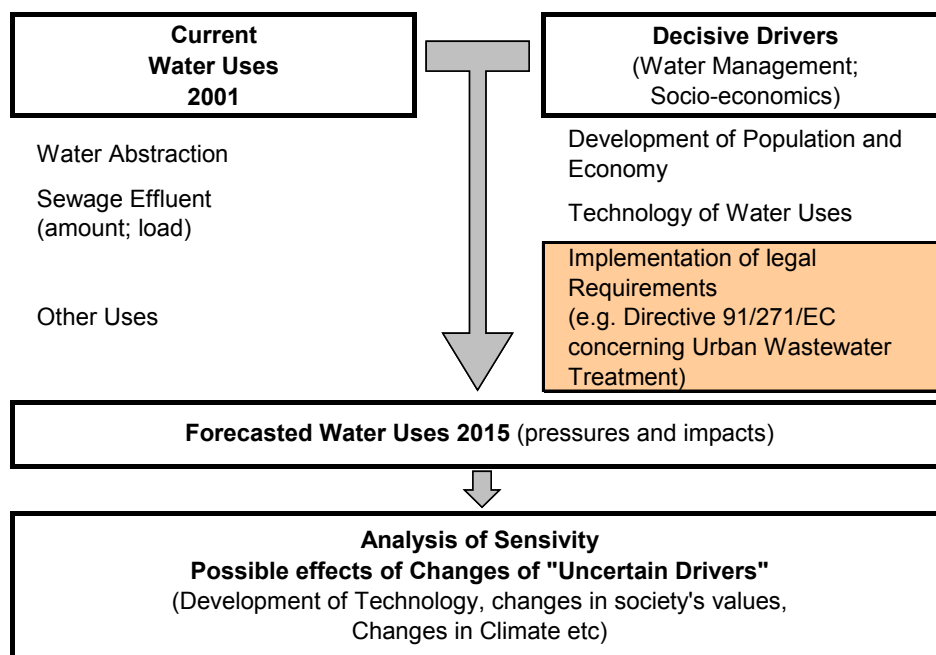 Current
Water Uses
2001
Decisive Drivers
(Water Management;
Socio-economics)
Water Abstraction
Sewage Effluent
(amount; load)
Other Uses
Development of Population and
Economy
Technology of Water Uses
Implementation of legal
Requirements
(e.g. Directive 91/271/EC
concerning Urban Wastewater
Treatment)
Forecasted Water Uses 2015 (pressures and impacts)
Analysis of Sensivity
Possible effects of Changes of "Uncertain Drivers"
(Development of Technology, changes in society's values,
Changes in Climate etc)